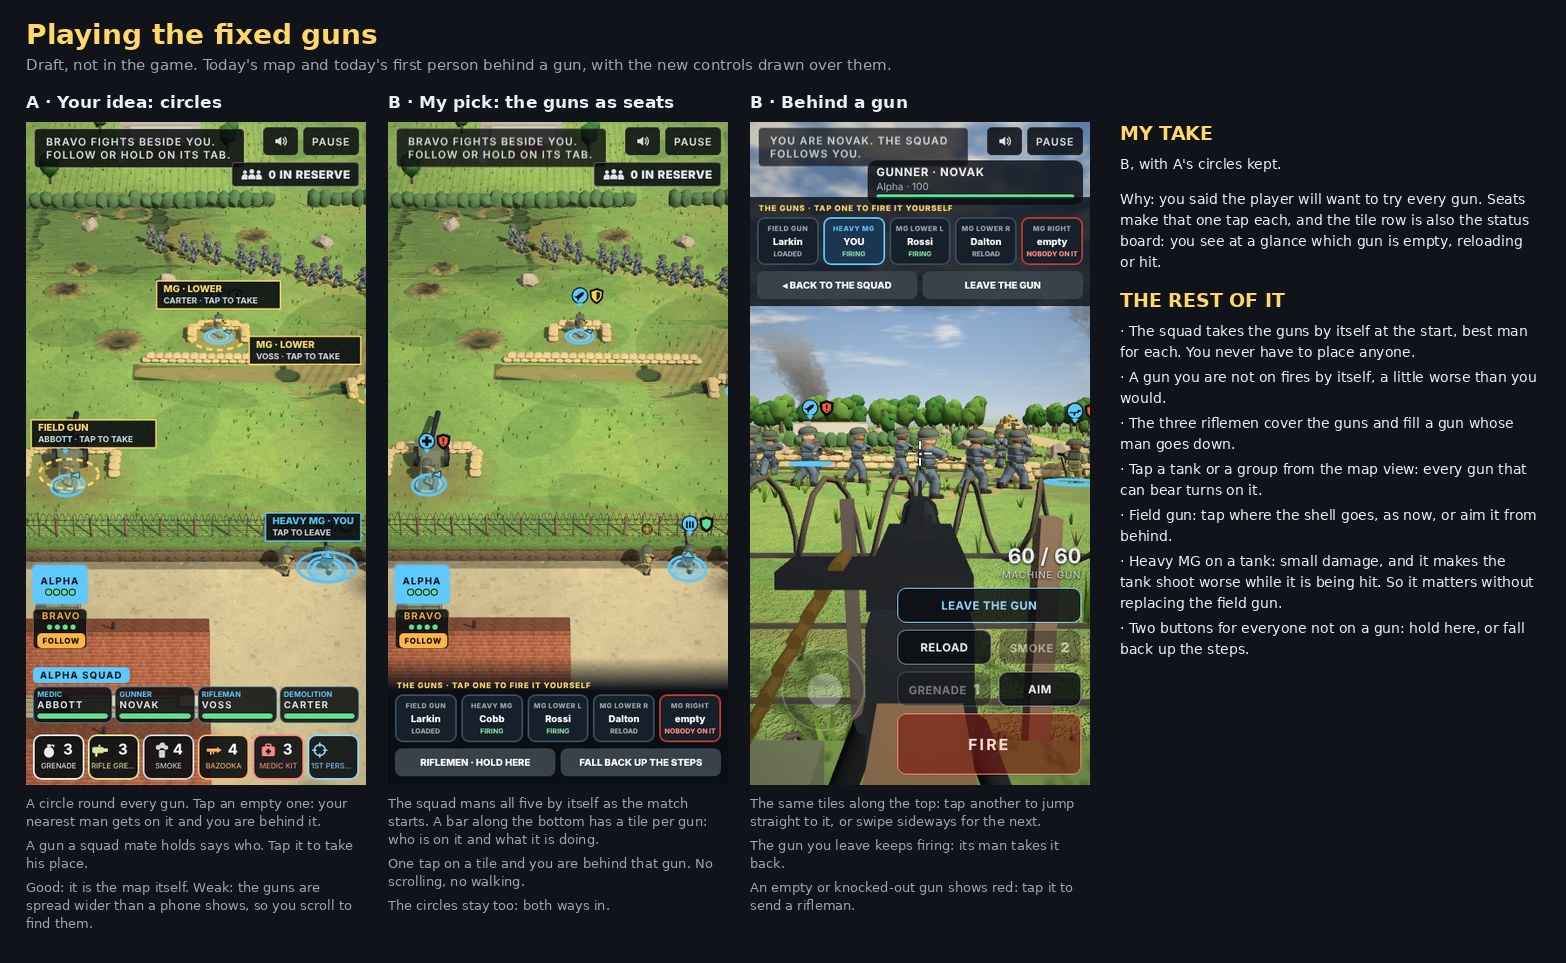 Playing the fixed guns
Draft, not in the game. Today's map and today's first person behind a gun, with the new controls drawn over them.
A · Your idea: circles
BRAVO FIGHTS BESIDE YOU.
FOLLOW OR HOLD ON ITS TAB.
PAUSE
0 IN RESERVE
MG · LOWER
CARTER · TAP TO TAKE
MG · LOWER
VOSS · TAP TO TAKE
FIELD GUN
ABBOTT · TAP TO TAKE
HEAVY MG · YOU
TAP TO LEAVE
ALPHA
BRAVO
FOLLOW
ALPHA SQUAD
MEDIC
ABBOTT
GUNNER
NOVAK
RIFLEMAN
VOSS
DEMOLITION
CARTER
3
GRENADE
3
RIFLE GRE...
4
SMOKE
4
BAZOOKA
3
MEDIC KIT
1ST PERS...
A circle round every gun. Tap an empty one: your
nearest man gets on it and you are behind it.
A gun a squad mate holds says who. Tap it to take
his place.
Good: it is the map itself. Weak: the guns are
spread wider than a phone shows, so you scroll to
find them.
B · My pick: the guns as seats
BRAVO FIGHTS BESIDE YOU.
FOLLOW OR HOLD ON ITS TAB.
PAUSE
0 IN RESERVE
ALPHA
BRAVO
FOLLOW
THE GUNS · TAP ONE TO FIRE IT YOURSELF
FIELD GUN
Larkin
LOADED
HEAVY MG
Cobb
FIRING
MG LOWER L
Rossi
FIRING
MG LOWER R
Dalton
RELOAD
MG RIGHT
empty
NOBODY ON IT
RIFLEMEN · HOLD HERE
FALL BACK UP THE STEPS
The squad mans all five by itself as the match
starts. A bar along the bottom has a tile per gun:
who is on it and what it is doing.
One tap on a tile and you are behind that gun. No
scrolling, no walking.
The circles stay too: both ways in.
B · Behind a gun
YOU ARE NOVAK. THE SQUAD
FOLLOWS YOU.
PAUSE
GUNNER · NOVAK
Alpha · 100
THE GUNS · TAP ONE TO FIRE IT YOURSELF
FIELD GUN
Larkin
LOADED
HEAVY MG
YOU
FIRING
MG LOWER L
Rossi
FIRING
MG LOWER R
Dalton
RELOAD
MG RIGHT
empty
NOBODY ON IT
◂ BACK TO THE SQUAD
LEAVE THE GUN
60 / 60
MACHINE GUN
LEAVE THE GUN
RELOAD
SMOKE 2
GRENADE 1
AIM
FIRE
The same tiles along the top: tap another to jump
straight to it, or swipe sideways for the next.
The gun you leave keeps firing: its man takes it
back.
An empty or knocked-out gun shows red: tap it to
send a rifleman.
MY TAKE
B, with A's circles kept.
Why: you said the player will want to try every gun. Seats
make that one tap each, and the tile row is also the status
board: you see at a glance which gun is empty, reloading
or hit.
THE REST OF IT
· The squad takes the guns by itself at the start, best man
for each. You never have to place anyone.
· A gun you are not on fires by itself, a little worse than you
would.
· The three riflemen cover the guns and fill a gun whose
man goes down.
· Tap a tank or a group from the map view: every gun that
can bear turns on it.
· Field gun: tap where the shell goes, as now, or aim it from
behind.
· Heavy MG on a tank: small damage, and it makes the
tank shoot worse while it is being hit. So it matters without
replacing the field gun.
· Two buttons for everyone not on a gun: hold here, or fall
back up the steps.